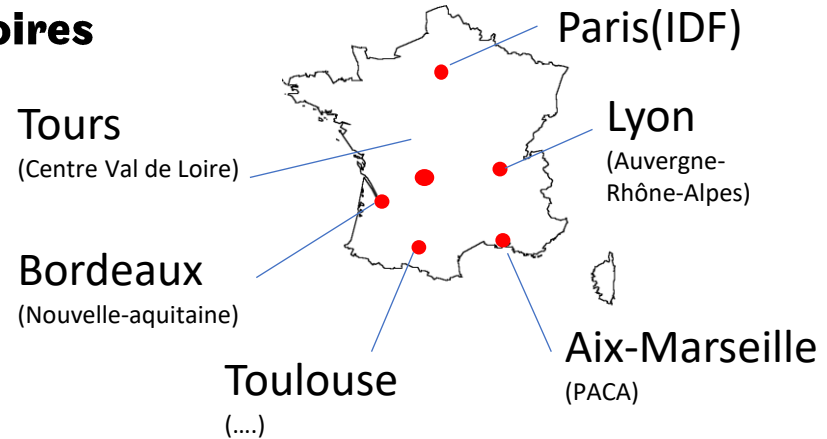 oires
Paris(IDF)
Tours
(Centre Val de Loire)
Lyon
(Auvergne-
Rhône-Alpes)
Bordeaux
(Nouvelle-aquitaine)
Aix-Marseille
(PACA)
Toulouse
(....)